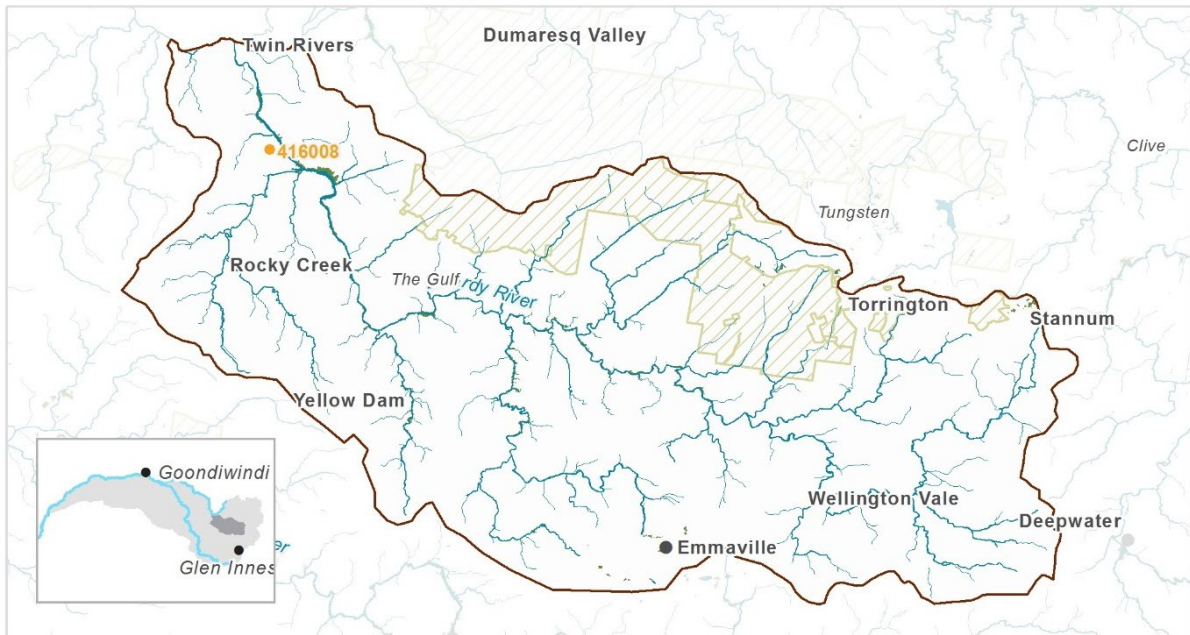 Twin Rivers
Dumaresq Valley
416008
Clive
Tungsten
Rocky Creek
The Gulf
rdy River
Torrington
Stannum
Yellow Dam
Goondiwindi
Wellington Vale
Deepwater
Emmaville
er
Glen Innes